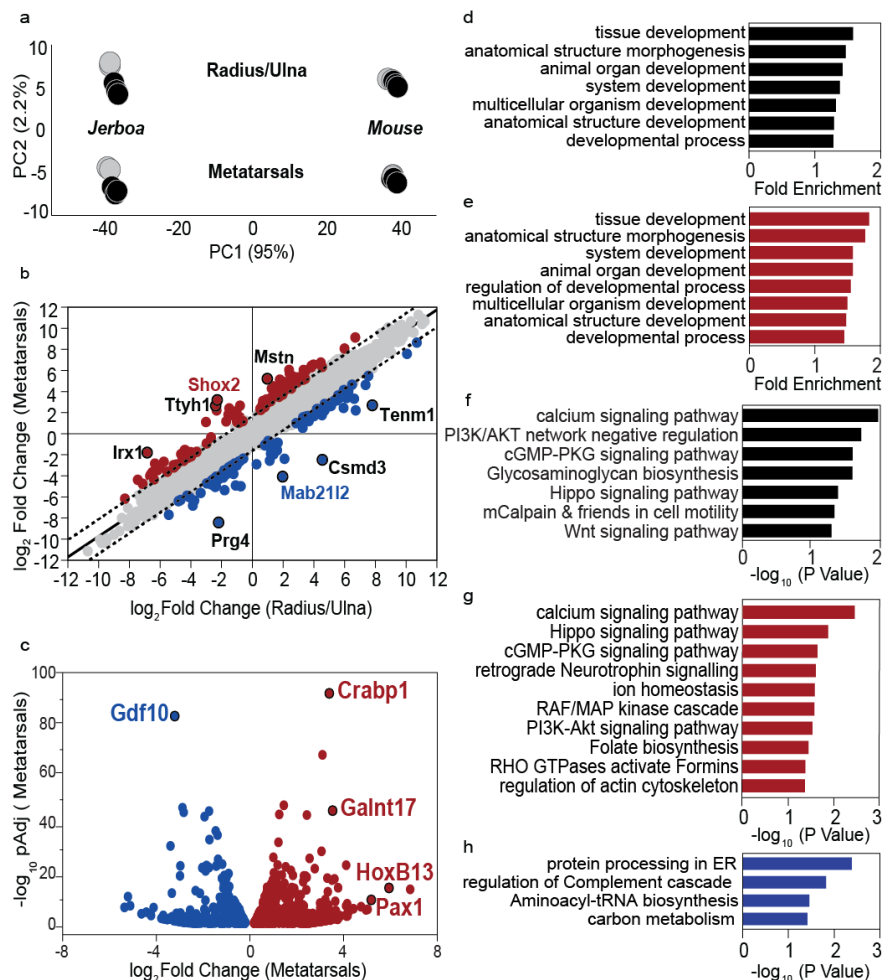 a
10
5
0
-5
-10
PC2 (2.2%)
Radius/Ulna
Jerboa
Mouse
Metatarsals
-40 -20 0 20 40
PC1 (95%)
b
12
10
8
6
4
2
0
-2
-4
-6
-8
-10
-12
log2 Fold Change (Metatarsals)
Mstn
Shox2
Ttyh1
Tenm1
Irx1
Csmd3
Mab21l2
Prg4
-12 -10 -8 -6 -4 -2 0 2 4 6 8 10 12
log2Fold Change (Radius/Ulna)
c
100
80
60
40
20
0
-log10 pAdj (Metatarsals)
Crabp1
Gdf10
Galnt17
HoxB13
Pax1
-8 -4 0 4 8
log2Fold Change (Metatarsals)
d
tissue development
anatomical structure morphogenesis
animal organ development
system development
multicellular organism development
anatomical structure development
developmental process
0 1 2
Fold Enrichment
e
tissue development
anatomical structure morphogenesis
system development
animal organ development
regulation of developmental process
multicellular organism development
anatomical structure development
developmental process
0 1 2
Fold Enrichment
f
calcium signaling pathway
PI3K/AKT network negative regulation
cGMP-PKG signaling pathway
Glycosaminoglycan biosynthesis
Hippo signaling pathway
mCalpain & friends in cell motility
Wnt signaling pathway
0 1 2
-log10 (P Value)
g
calcium signaling pathway
Hippo signaling pathway
cGMP-PKG signaling pathway
retrograde Neurotrophin signalling
ion homeostasis
RAF/MAP kinase cascade
PI3K-Akt signaling pathway
Folate biosynthesis
RHO GTPases activate Formins
regulation of actin cytoskeleton
0 1 2 3
-log10 (P Value)
h
protein processing in ER
regulation of Complement cascade
Aminoacyl-tRNA biosynthesis
carbon metabolism
0 1 2 3
-log10 (P Value)